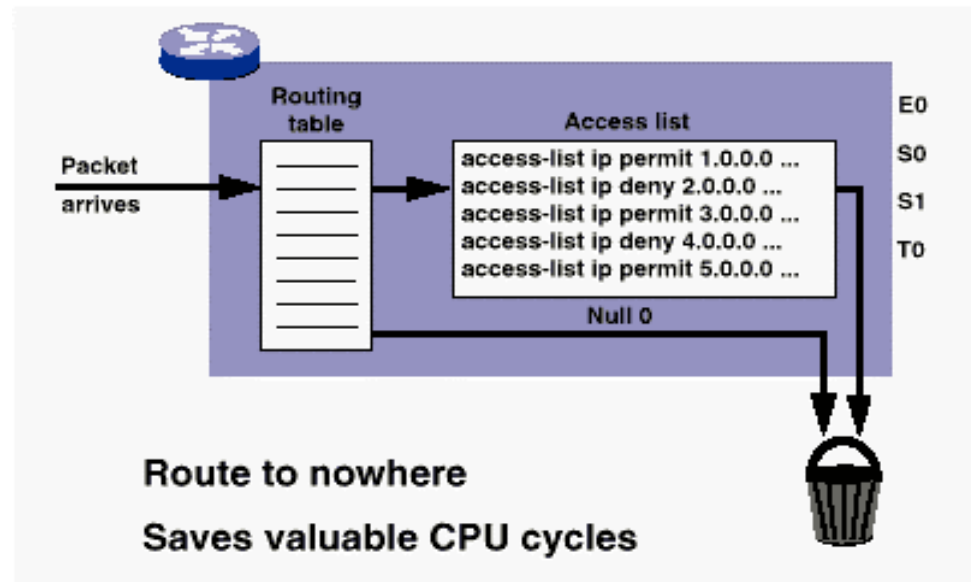 Routing
table
Access list
E0
S0
S1
T0
Packet
arrives
access-list ip permit 1.0.0.0 ...
access-list ip deny 2.0.0.0 ...
access-list ip permit 3.0.0.0 ...
access-list ip deny 4.0.0.0 ...
access-list ip permit 5.0.0.0 ...
Null 0
Route to nowhere
Saves valuable CPU cycles